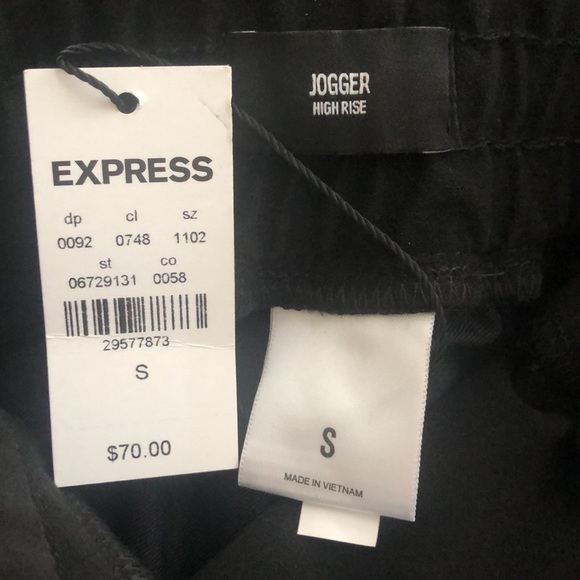 JOGGER
HIGH RISE
EXPRESS
dp cl sz
0092 0748 1102
st co
06729131 0058
29577873
S
$70.00
S
MADE IN VIETNAM